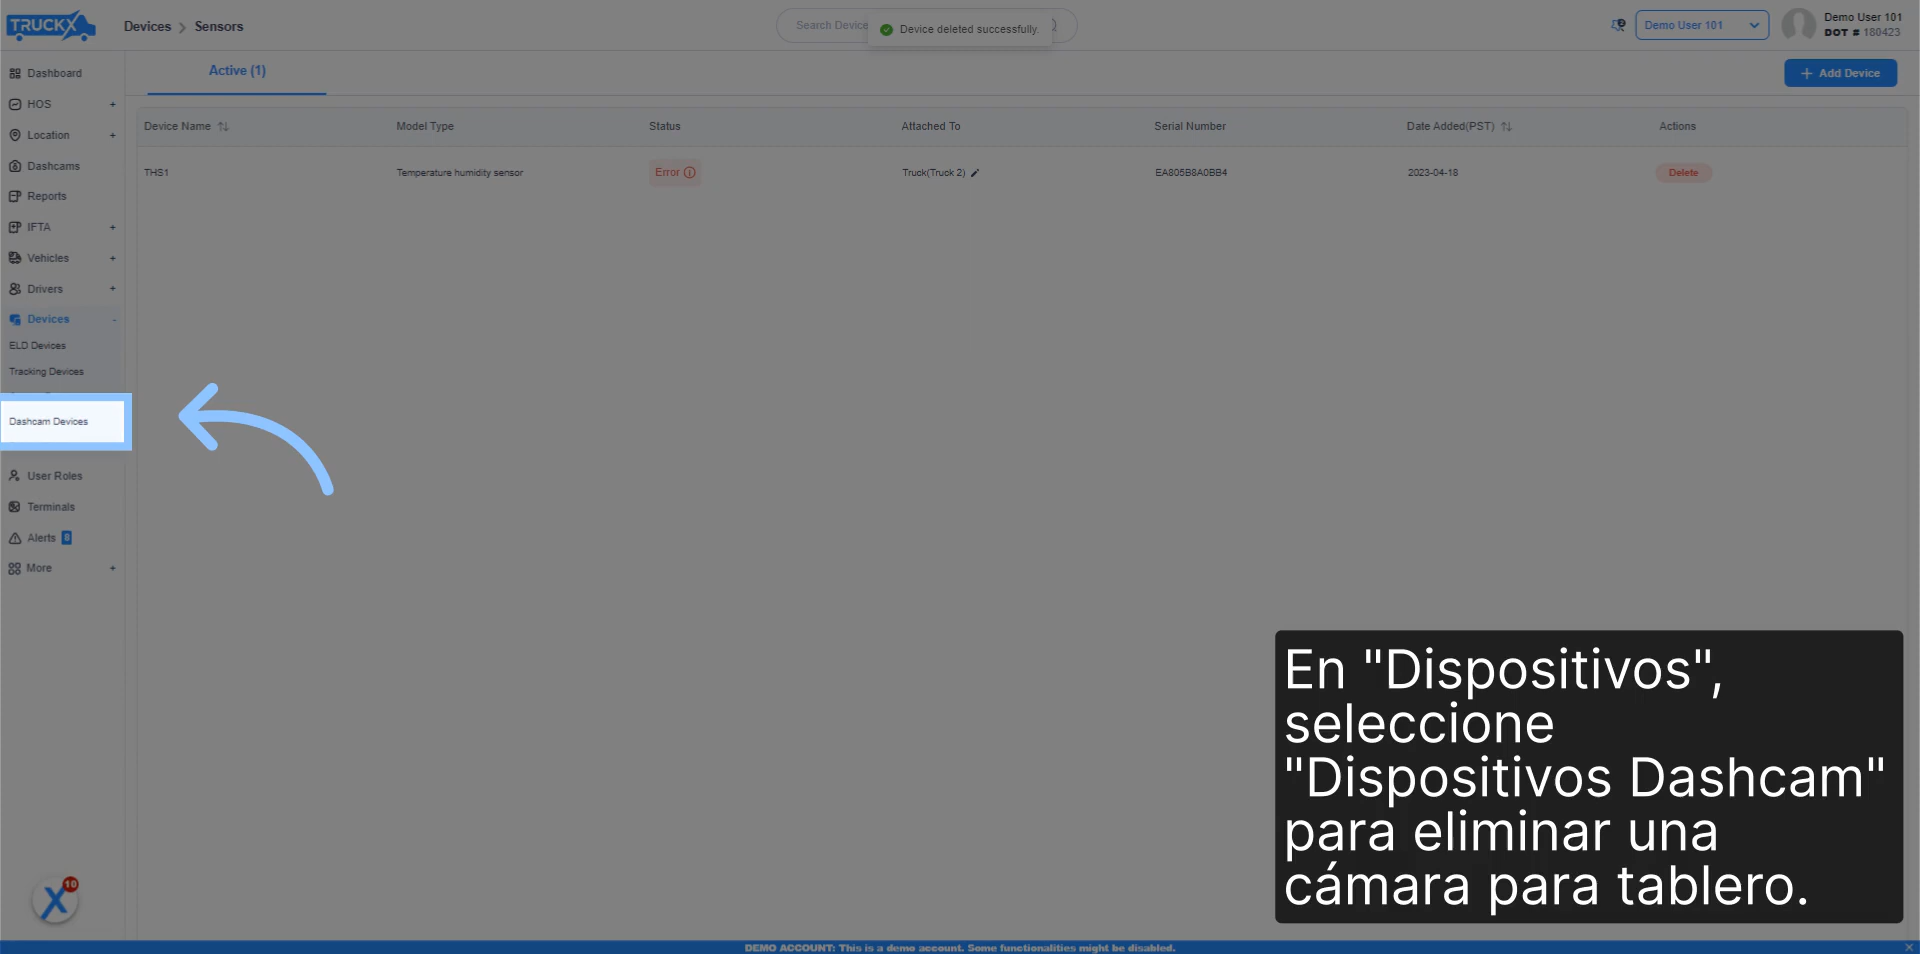 TRUCKX
Devices > Sensors
Search Device
Device deleted successfully.
Demo User 101
Demo User 101
DOT # 180423
Dashboard
HOS +
Location +
Dashcams
Reports
IFTA +
Vehicles +
Drivers +
Devices -
ELD Devices
Tracking Devices
Dashcam Devices
User Roles
Terminals
Alerts 8
More +
Active (1)
+ Add Device
Device Name Model Type Status Attached To Serial Number Date Added(PST) Actions
THS1 Temperature humidity sensor Error Truck(Truck 2) EA805B8A0BB4 2023-04-18 Delete
En "Dispositivos",
seleccione
"Dispositivos Dashcam"
para eliminar una
cámara para tablero.
X 10
DEMO ACCOUNT: This is a demo account. Some functionalities might be disabled.